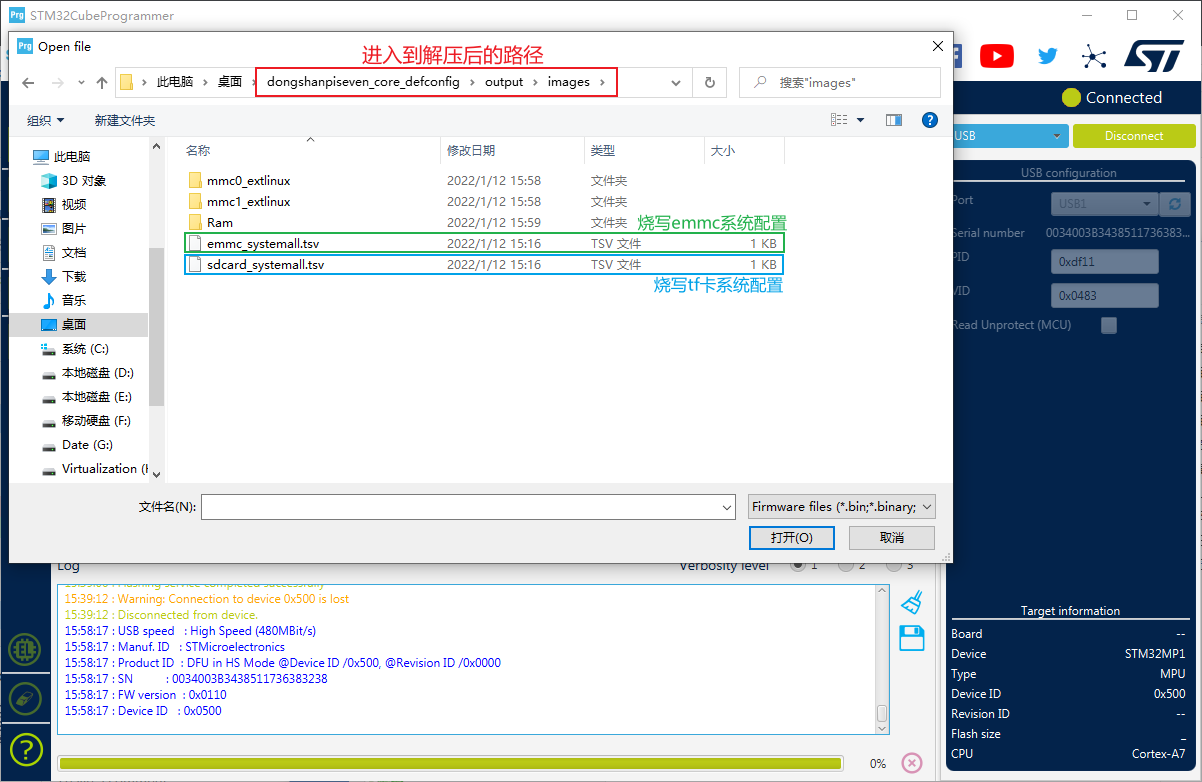 Prg STM32CubeProgrammer
Prg Open file
进入到解压后的路径
此电脑 › 桌面 › dongshanpiseven_core_defconfig › output › images ›
搜索"images"
Connected
组织 新建文件夹
USB Disconnect
名称 修改日期 类型 大小
此电脑
3D 对象
视频
图片
文档
下载
音乐
桌面
系统 (C:)
本地磁盘 (D:)
本地磁盘 (E:)
移动硬盘 (F:)
Date (G:)
Virtualization (
mmc0_extlinux 2022/1/12 15:58 文件夹
mmc1_extlinux 2022/1/12 15:58 文件夹
Ram 2022/1/12 15:59 文件夹
烧写emmc系统配置
emmc_systemall.tsv 2022/1/12 15:16 TSV 文件 1 KB
sdcard_systemall.tsv 2022/1/12 15:16 TSV 文件 1 KB
烧写tf卡系统配置
文件名(N): Firmware files (*.bin;*.binary;
打开(O) 取消
USB configuration
Port USB1
Serial number 0034003B3438511736383...
PID 0xdf11
VID 0x0483
Read Unprotect (MCU)
Log Verbosity level 1 2 3
15:39:12 : Warning: Connection to device 0x500 is lost
15:39:12 : Disconnected from device.
15:58:17 : USB speed : High Speed (480MBit/s)
15:58:17 : Manuf. ID : STMicroelectronics
15:58:17 : Product ID : DFU in HS Mode @Device ID /0x500, @Revision ID /0x0000
15:58:17 : SN : 0034003B3438511736383238
15:58:17 : FW version : 0x0110
15:58:17 : Device ID : 0x0500
0%
Target information
Board --
Device STM32MP1
Type MPU
Device ID 0x500
Revision ID --
Flash size _
CPU Cortex-A7